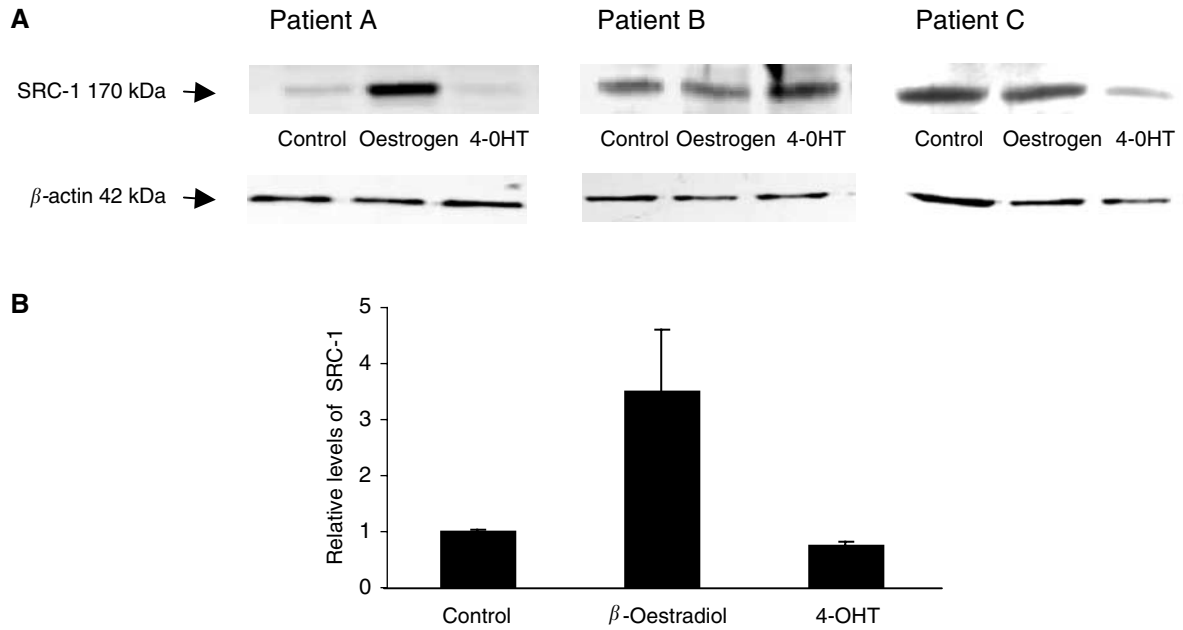 A
Patient A
Patient B
Patient C
SRC-1 170 kDa
Control Oestrogen 4-0HT
Control Oestrogen 4-0HT
Control Oestrogen 4-0HT
β-actin 42 kDa
B
Relative levels of SRC-1
5
4
3
2
1
0
Control
β-Oestradiol
4-OHT